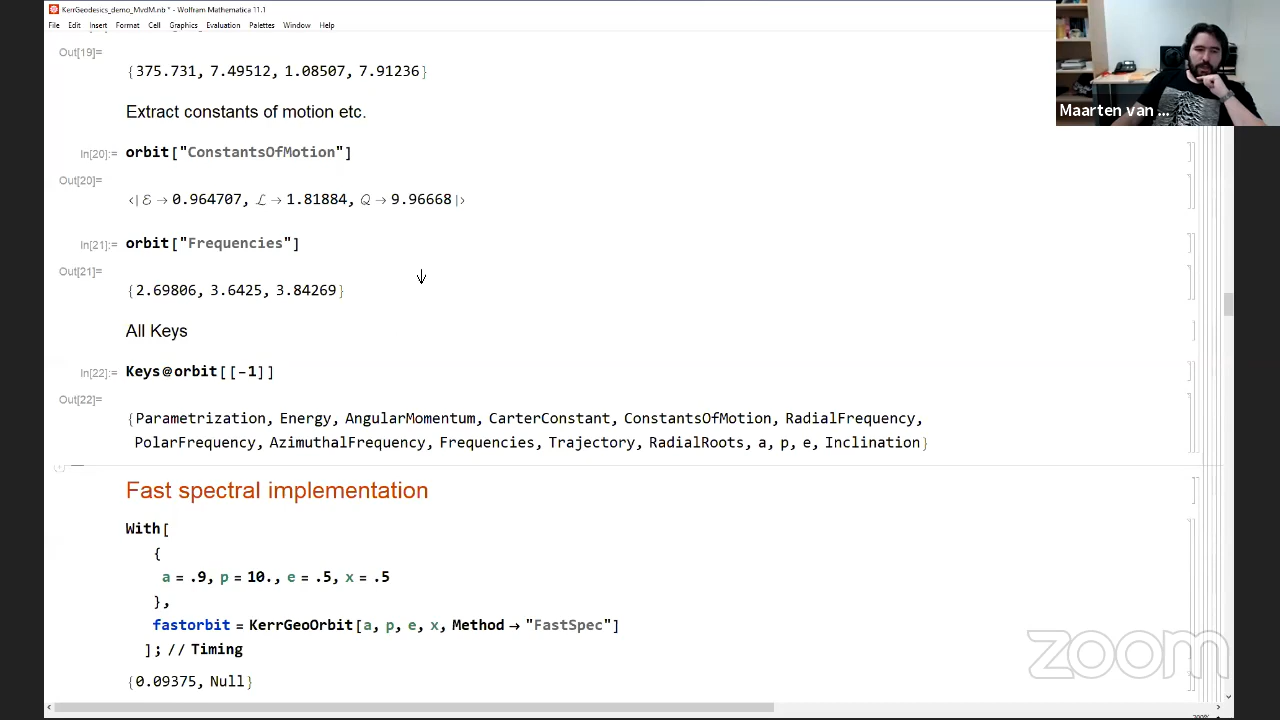 KerrGeodesics_demo_MvdM.nb * - Wolfram Mathematica 11.1
File Edit Insert Format Cell Graphics Evaluation Palettes Window Help
Out[19]=
{375.731, 7.49512, 1.08507, 7.91236}
Extract constants of motion etc.
In[20]:= orbit["ConstantsOfMotion"]
Out[20]=
<|ℰ → 0.964707, ℒ → 1.81884, 𝒬 → 9.96668|>
In[21]:= orbit["Frequencies"]
Out[21]=
{2.69806, 3.6425, 3.84269}
All Keys
In[22]:= Keys@orbit[[-1]]
Out[22]=
{Parametrization, Energy, AngularMomentum, CarterConstant, ConstantsOfMotion, RadialFrequency,
PolarFrequency, AzimuthalFrequency, Frequencies, Trajectory, RadialRoots, a, p, e, Inclination}
Fast spectral implementation
With[
{
a = .9, p = 10., e = .5, x = .5
},
fastorbit = KerrGeoOrbit[a, p, e, x, Method → "FastSpec"]
]; // Timing
{0.09375, Null}
Maarten van ...
zoom
200%